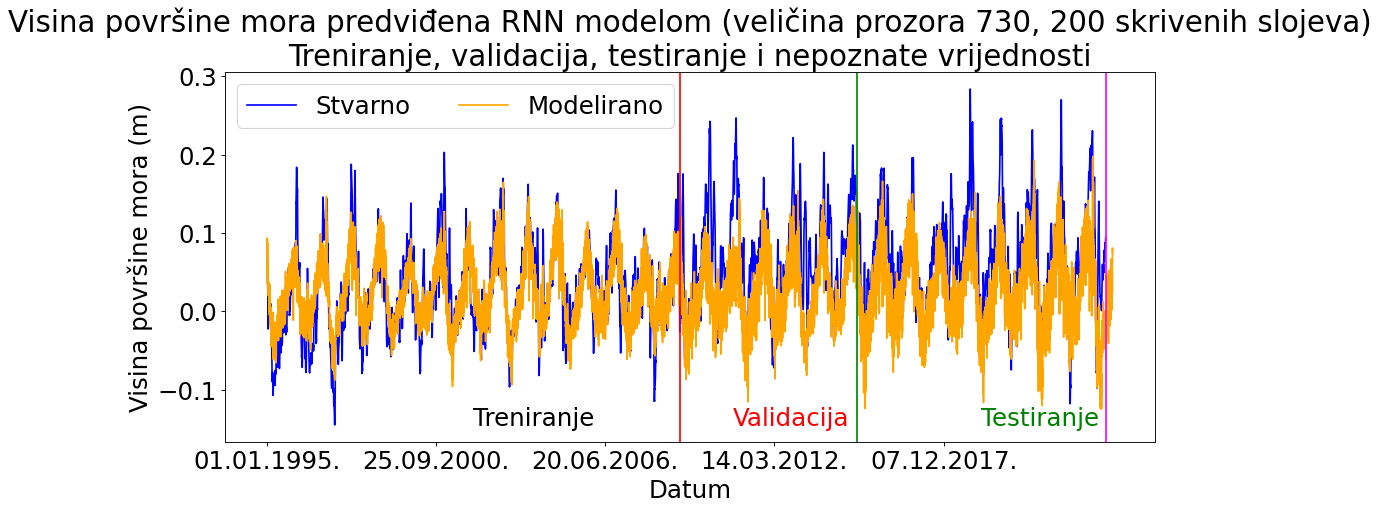 Visina površine mora predviđena RNN modelom (veličina prozora 730, 200 skrivenih slojeva)
Treniranje, validacija, testiranje i nepoznate vrijednosti
Stvarno Modelirano
Visina površine mora (m)
0.3
0.2
0.1
0.0
−0.1
Treniranje Validacija Testiranje
01.01.1995. 25.09.2000. 20.06.2006. 14.03.2012. 07.12.2017.
Datum